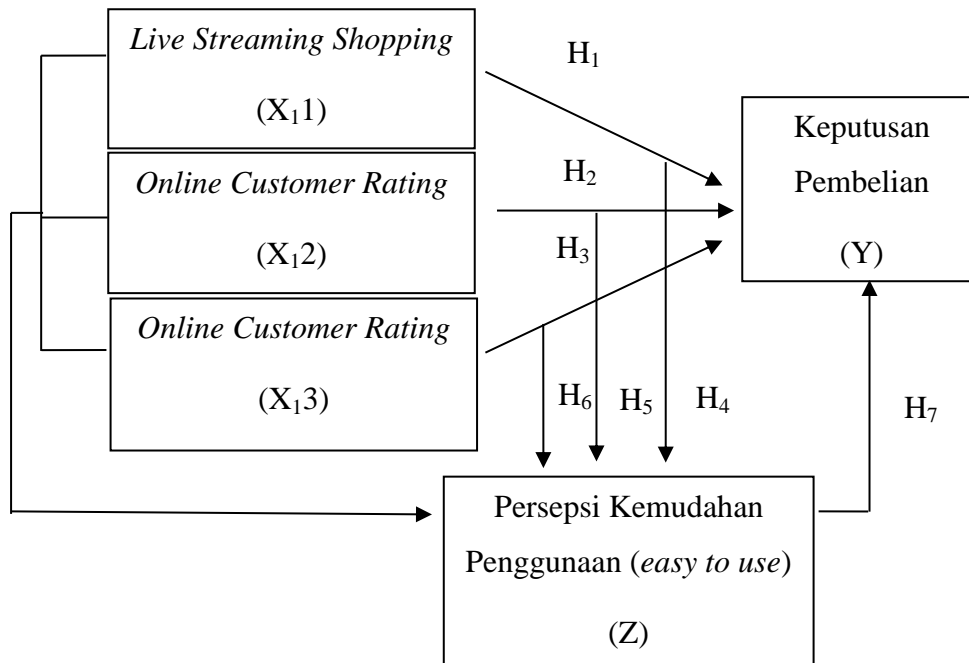 Live Streaming Shopping
(X₁1)
H₁
Keputusan
Pembelian
(Y)
Online Customer Rating
(X₁2)
H₂
H₃
Online Customer Rating
(X₁3)
H₆
H₅
H₄
H₇
Persepsi Kemudahan
Penggunaan (easy to use)
(Z)